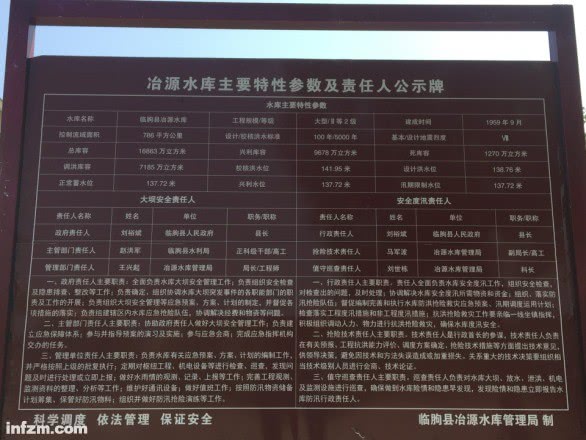 冶源水库主要特性参数及责任人公示牌
水库主要特性参数
水库名称 临朐县冶源水库 工程规模/等级 大型/Ⅱ等2级 建成时间 1959年9月
控制流域面积 786平方公里 设计/校核洪水标准 100年/5000年 基本/设计地震烈度 Ⅷ
总库容 16863万立方米 兴利库容 9678万立方米 死库容 1270万立方米
调洪库容 7185万立方米 校核洪水位 141.95米 设计洪水位 138.76米
正常蓄水位 137.72米 兴利水位 137.72米 汛期限制水位 137.72米
大坝安全责任人 安全度汛责任人
责任人名称 姓名 单位 职务/职称 责任人名称 姓名 单位 职务/职称
政府责任人 刘裕斌 临朐县人民政府 县长 行政责任人 刘裕斌 临朐县人民政府 县长
主管部门责任人 赵洪军 临朐县水利局 正科级干部/高工 抢险技术责任人 马军波 冶源水库管理局 副局长/高工
管理部门责任人 王兴超 冶源水库管理局 局长/工程师 值守巡查责任人 刘世栋 冶源水库管理局 科长
一、政府责任人主要职责：全面负责水库大坝安全管理工作；负责组织安全检查
及隐患排查、整改等工作；负责确定、组织协调水库大坝突发事件的各职能部门的职
责及工作的开展；负责组织大坝安全管理等应急预案、方案、计划的制定，并督促各
项措施的落实；负责组建辖区内水库应急抢险队伍，协调解决经费和物资等问题。
二、主管部门责任人：协助政府责任人做好大坝安全管理工作；负责建
立应急保障体系；参与并指导预案的演习及实施；参与应急会商；完成应急指挥机构
交办的任务。
三、管理单位责任人主要职责：负责水库有关应急预案、方案、计划的编制工作，
并严格按照上级的批复执行；定期对枢纽工程、机电设备等进行检查、巡查，发现问
题及时进行处理或立即上报；做好水雨情的观测、记录、上报等工作；完善工程观测、
监测资料的整理、分析等工作；维护好通讯设备；做好值班工作；按照防汛物资储备
计划筹集、保管好防汛物料；组织并做好防汛抢险演练等工作。
一、行政责任人主要职责：责任人全面负责水库安全度汛工作，组织安全检查，
对检查出的问题，及时处理；协调解决水库安全度汛所需物资和资金；组织、落实防
汛抢险队伍；督促编制完善和执行水库防洪抢险救灾应急预案、汛期调度运用计划；
检查落实工程度汛措施和非工程度汛措施；抗洪抢险救灾工作要亲临一线坐镇指挥，
积极组织调动人力、物力进行抗洪抢险救灾，确保水库度汛安全。
二、抢险技术责任人主要职责：技术责任人是行政首长的参谋。技术责任人负责
在有关预报、工程抗洪能力评价、调度方案确定，抢险技术措施等方面提出技术意见，
供领导决策，避免因技术和方法失误造成或加重损失。关系重大的技术决策要组织相
当技术级别人员进行会商、技术论证。
三、值守巡查责任人主要职责：巡查责任人负责对水库大坝、放水、泄洪、机电
及监测设施进行巡查，确保做到水库险情和隐患早发现，发现险情和隐患立即报告水
库防汛行政责任人。
科学调度 依法管理 保证安全
临朐县冶源水库管理局 制
infzm.com